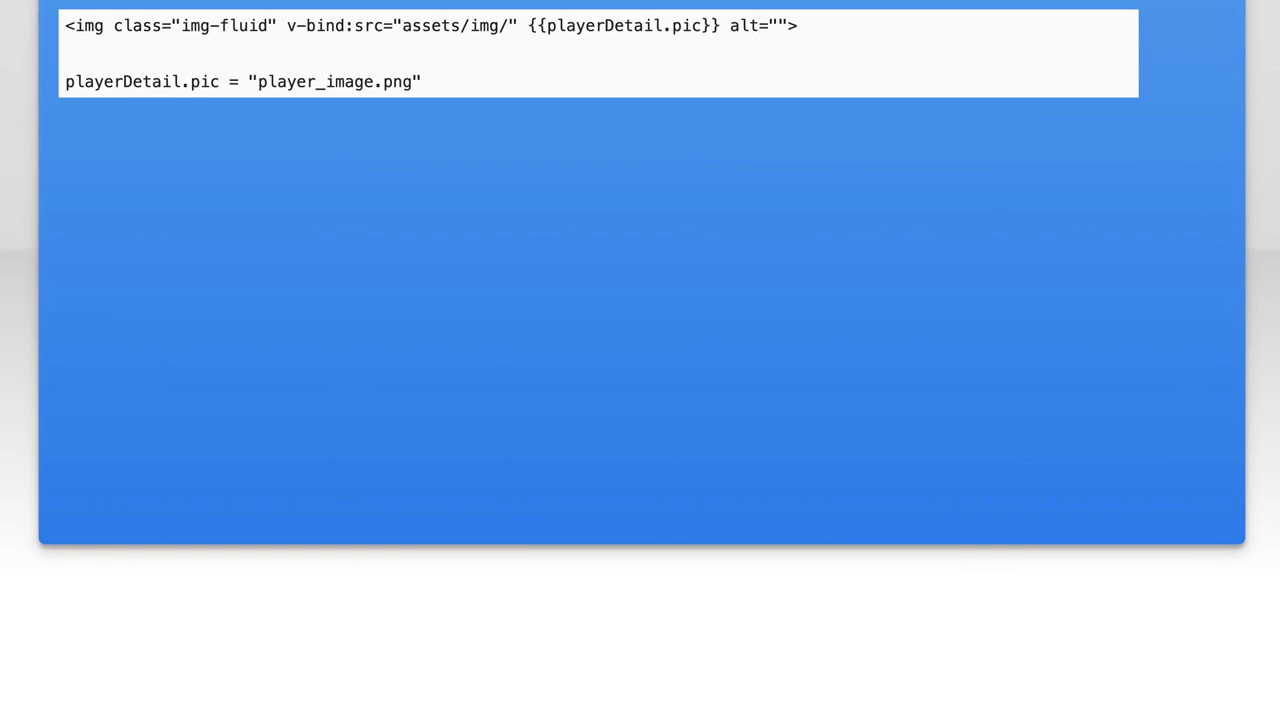 <img class="img-fluid" v-bind:src="assets/img/" {{playerDetail.pic}} alt="">
playerDetail.pic = "player_image.png"